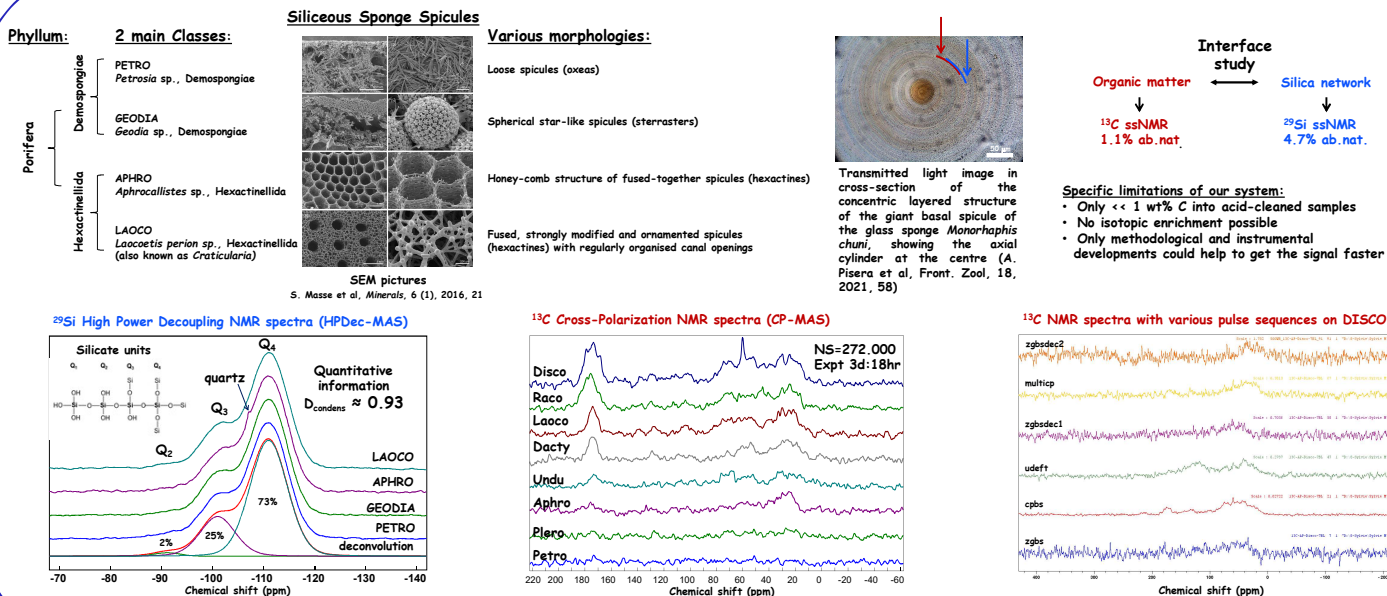 Siliceous Sponge Spicules
Phyllum:
2 main Classes:
Various morphologies:
Porifera
Demospongiae
Hexactinellida
PETRO
Petrosia sp., Demospongiae
GEODIA
Geodia sp., Demospongiae
APHRO
Aphrocallistes sp., Hexactinellida
LAOCO
Laocoetis perion sp., Hexactinellida
(also known as Craticularia)
SEM pictures
S. Masse et al, Minerals, 6 (1), 2016, 21
Loose spicules (oxeas)
Spherical star-like spicules (sterrasters)
Honey-comb structure of fused-together spicules (hexactines)
Fused, strongly modified and ornamented spicules
(hexactines) with regularly organised canal openings
50 µm
Transmitted light image in
cross-section of the
concentric layered structure
of the giant basal spicule of
the glass sponge Monorhaphis
chuni, showing the axial
cylinder at the centre (A.
Pisera et al, Front. Zool, 18,
2021, 58)
Interface
study
Organic matter
Silica network
13C ssNMR
1.1% ab.nat.
29Si ssNMR
4.7% ab.nat.
Specific limitations of our system:
• Only << 1 wt% C into acid-cleaned samples
• No isotopic enrichment possible
• Only methodological and instrumental
developments could help to get the signal faster
29Si High Power Decoupling NMR spectra (HPDec-MAS)
Silicate units
Q1 Q2 Q3 Q4
Q4
quartz
Q3
Q2
Quantitative
information
Dcondens ≈ 0.93
LAOCO
APHRO
GEODIA
PETRO
deconvolution
73%
25%
2%
-70 -80 -90 -100 -110 -120 -130 -140
Chemical shift (ppm)
13C Cross-Polarization NMR spectra (CP-MAS)
NS=272.000
Expt 3d:18hr
Disco
Raco
Laoco
Dacty
Undu
Aphro
Plero
Petro
220 200 180 160 140 120 100 80 60 40 20 0 -20 -40 -60
Chemical shift (ppm)
13C NMR spectra with various pulse sequences on DISCO
zgbsdec2
multicp
zgbsdec1
udeft
cpbs
zgbs
400 300 200 100 0 -100 -200
Chemical shift (ppm)